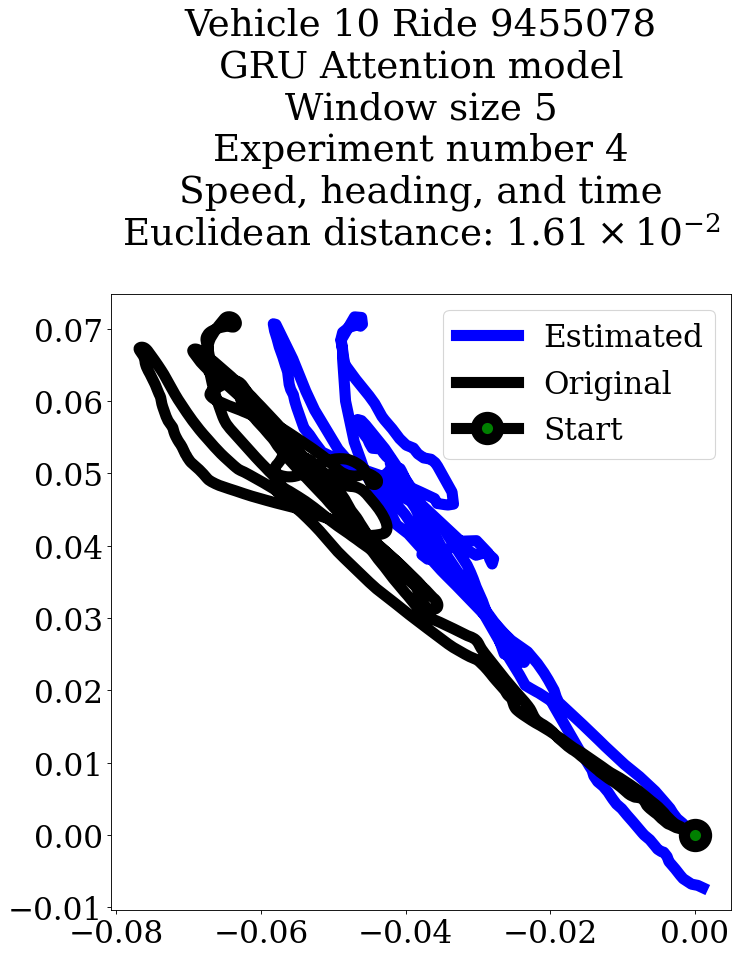 Vehicle 10 Ride 9455078
GRU Attention model
Window size 5
Experiment number 4
Speed, heading, and time
Euclidean distance: 1.61 × 10⁻²
Estimated
Original
Start
0.07
0.06
0.05
0.04
0.03
0.02
0.01
0.00
−0.01
−0.08 −0.06 −0.04 −0.02 0.00